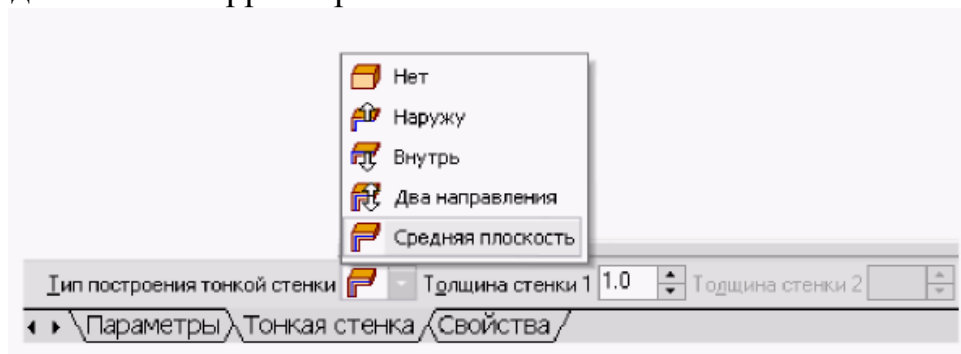 Нет
Наружу
Внутрь
Два направления
Средняя плоскость
Тип построения тонкой стенки Толщина стенки 1 1.0 Толщина стенки 2
Параметры Тонкая стенка Свойства